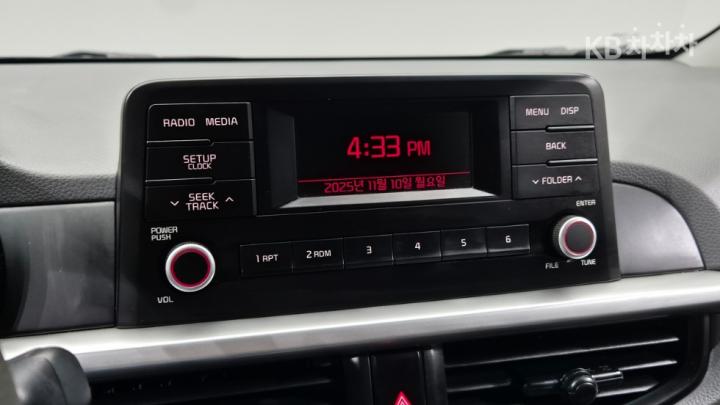 KB차차차
RADIO MEDIA
SETUP
CLOCK
SEEK
TRACK
POWER
PUSH
VOL
4:33 PM
2025년 11월 10일 월요일
MENU DISP
BACK
FOLDER
ENTER
FILE TUNE
1 RPT 2 RDM 3 4 5 6